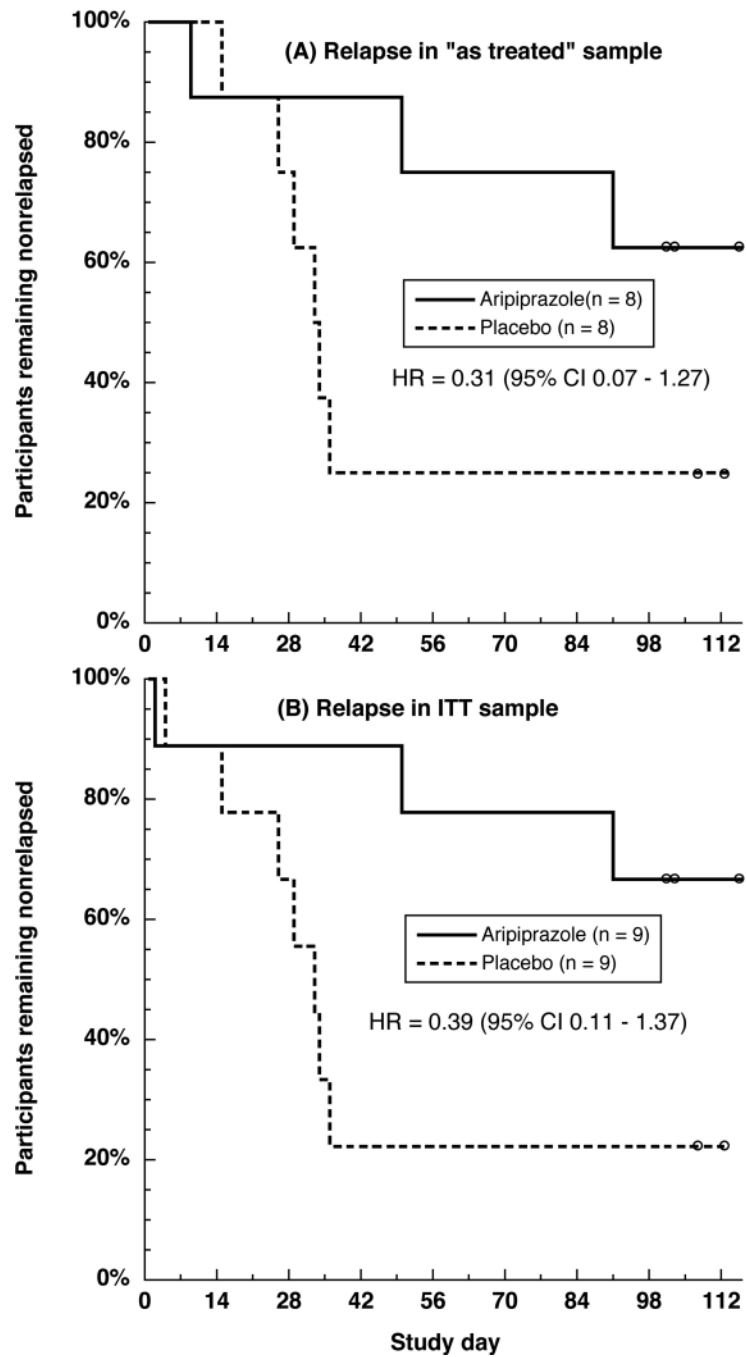 (A) Relapse in "as treated" sample
Participants remaining nonrelapsed
100%
80%
60%
40%
20%
0%
Aripiprazole(n = 8)
Placebo (n = 8)
HR = 0.31 (95% CI 0.07 - 1.27)
0 14 28 42 56 70 84 98 112
(B) Relapse in ITT sample
Participants remaining nonrelapsed
100%
80%
60%
40%
20%
0%
Aripiprazole (n = 9)
Placebo (n = 9)
HR = 0.39 (95% CI 0.11 - 1.37)
0 14 28 42 56 70 84 98 112
Study day